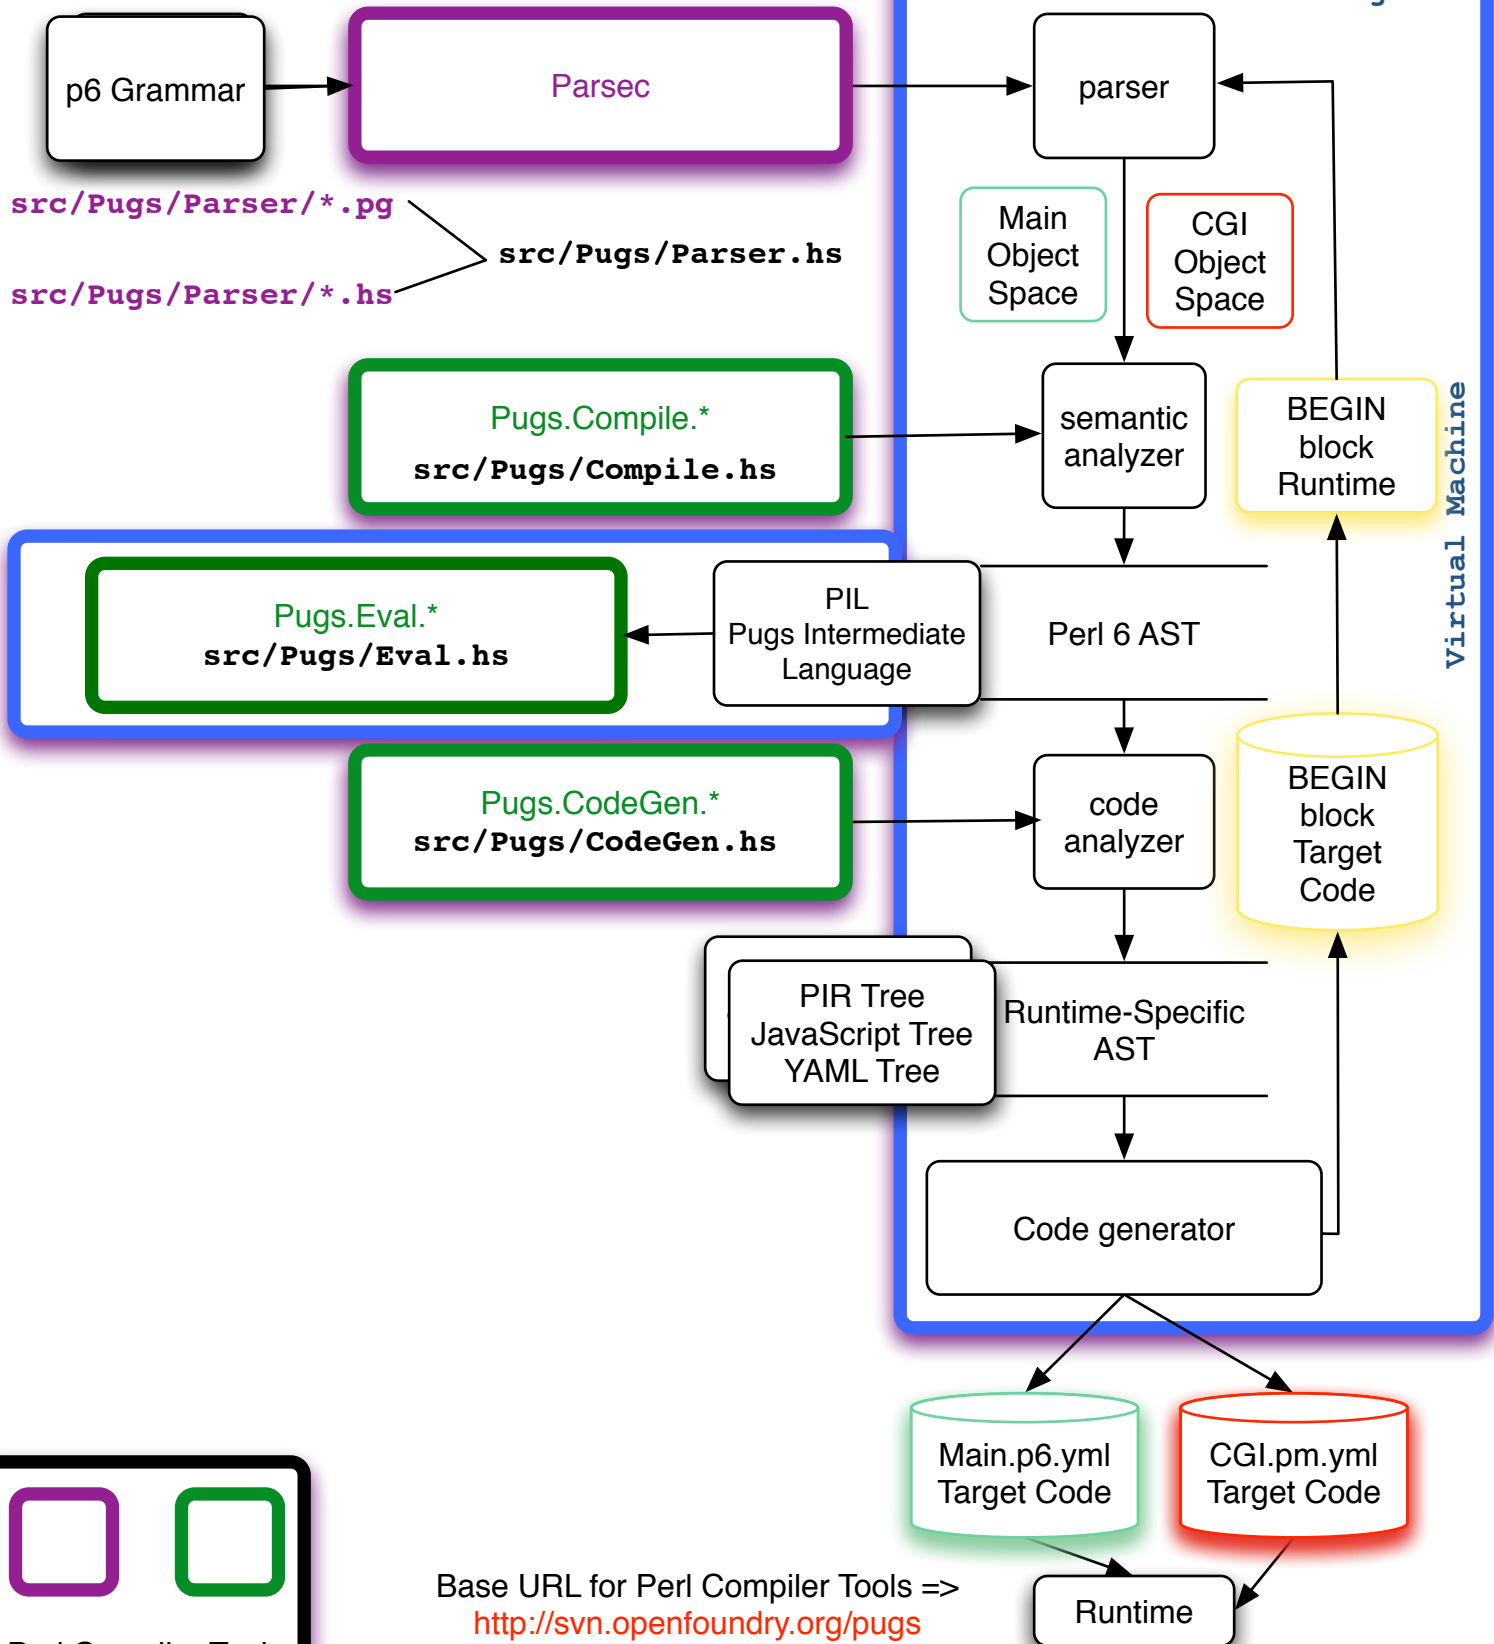 p6 Grammar
Parsec
parser
src/Pugs/Parser/*.pg
src/Pugs/Parser.hs
src/Pugs/Parser/*.hs
Main
Object
Space
CGI
Object
Space
Pugs.Compile.*
src/Pugs/Compile.hs
semantic
analyzer
BEGIN
block
Runtime
Virtual Machine
Pugs.Eval.*
src/Pugs/Eval.hs
PIL
Pugs Intermediate
Language
Perl 6 AST
Pugs.CodeGen.*
src/Pugs/CodeGen.hs
code
analyzer
BEGIN
block
Target
Code
PIR Tree
JavaScript Tree
YAML Tree
Runtime-Specific
AST
Code generator
Main.p6.yml
Target Code
CGI.pm.yml
Target Code
Base URL for Perl Compiler Tools =>
http://svn.openfoundry.org/pugs
Runtime